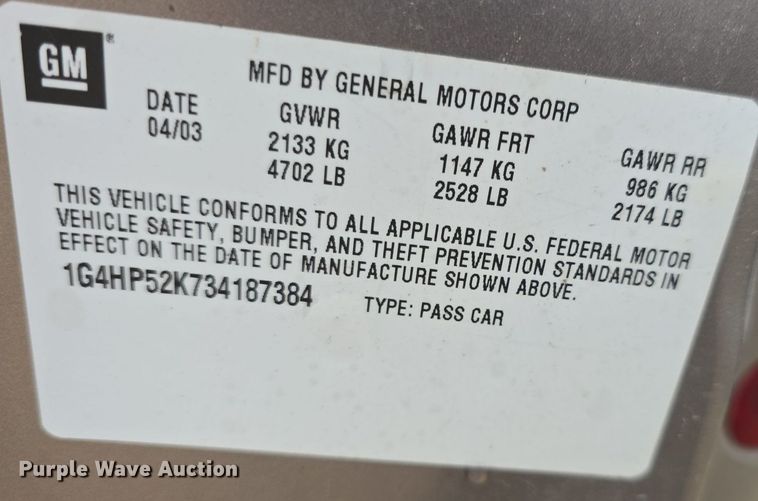 GM®
MFD BY GENERAL MOTORS CORP
DATE GVWR GAWR FRT GAWR RR
04/03 2133 KG 1147 KG 986 KG
4702 LB 2528 LB 2174 LB
THIS VEHICLE CONFORMS TO ALL APPLICABLE U.S. FEDERAL MOTOR
VEHICLE SAFETY, BUMPER, AND THEFT PREVENTION STANDARDS IN
EFFECT ON THE DATE OF MANUFACTURE SHOWN ABOVE.
1G4HP52K734187384 TYPE: PASS CAR
Purple Wave Auction